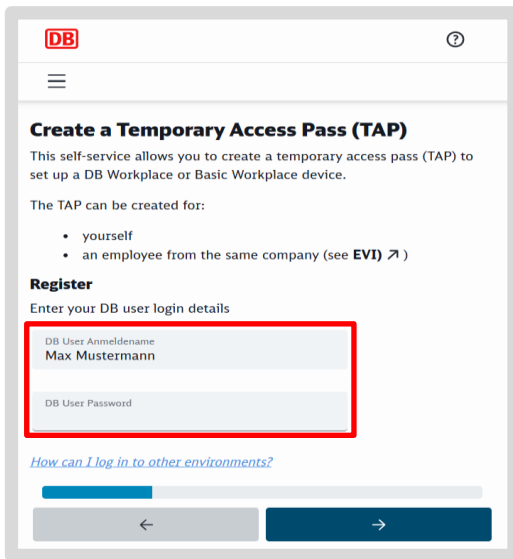 DB
Create a Temporary Access Pass (TAP)
This self-service allows you to create a temporary access pass (TAP) to
set up a DB Workplace or Basic Workplace device.
The TAP can be created for:
• yourself
• an employee from the same company (see EVI) ↗ )
Register
Enter your DB user login details
DB User Anmeldename
Max Mustermann
DB User Password
How can I log in to other environments?